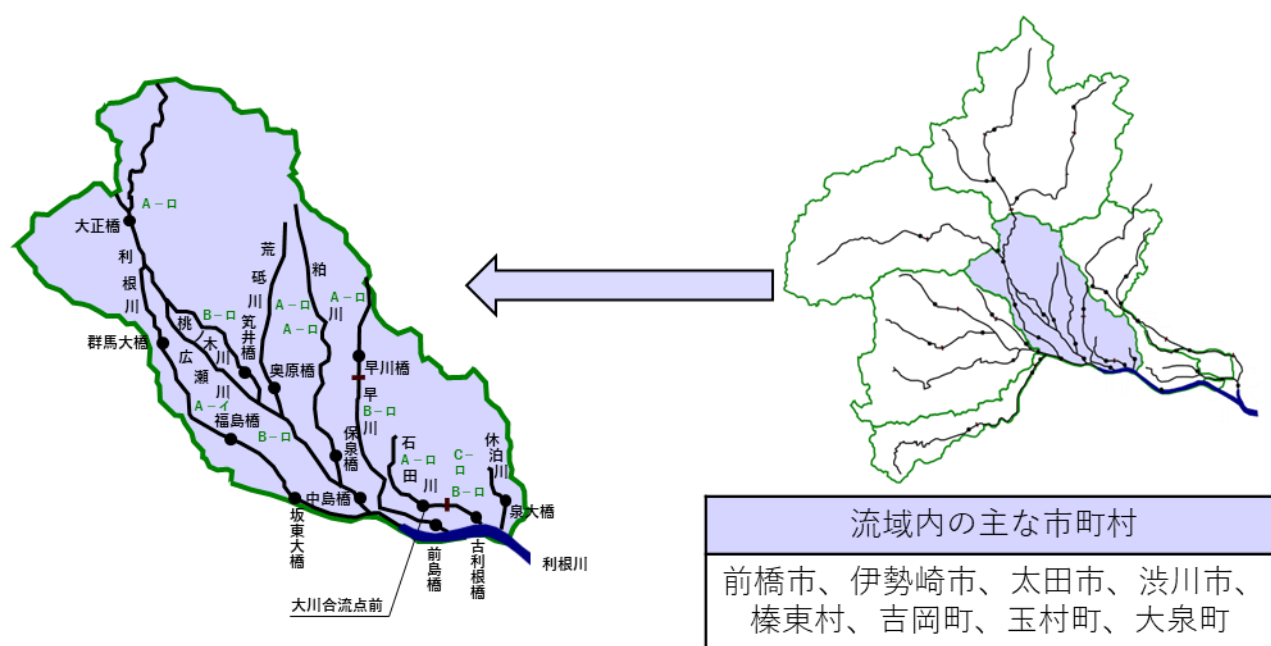 A-ロ
大正橋
利根川
荒砥川
粕川
A-ロ
A-ロ
A-ロ
B-ロ
桃木川
笂井橋
群馬大橋
広瀬川
奥原橋
早川橋
早川
B-ロ
A-イ
福島橋
B-ロ
保泉橋
石田川
A-ロ
C-ロ
B-ロ
休泊川
中島橋
泉大橋
坂東大橋
前島橋
古利根橋
利根川
大川合流点前
流域内の主な市町村
前橋市、伊勢崎市、太田市、渋川市、
榛東村、吉岡町、玉村町、大泉町